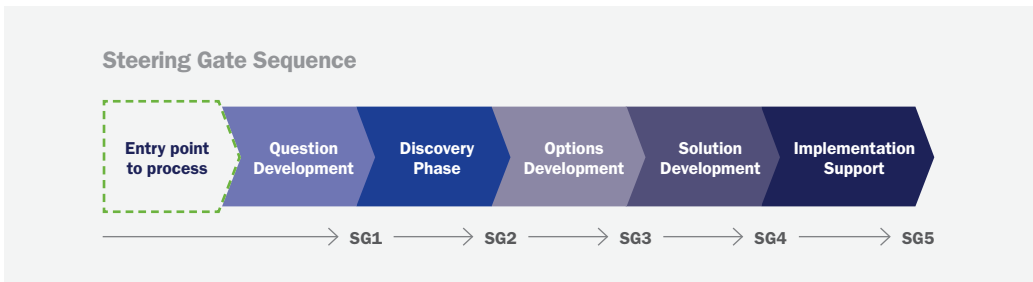 Steering Gate Sequence
Entry point
to process
Question
Development
Discovery
Phase
Options
Development
Solution
Development
Implementation
Support
SG1
SG2
SG3
SG4
SG5